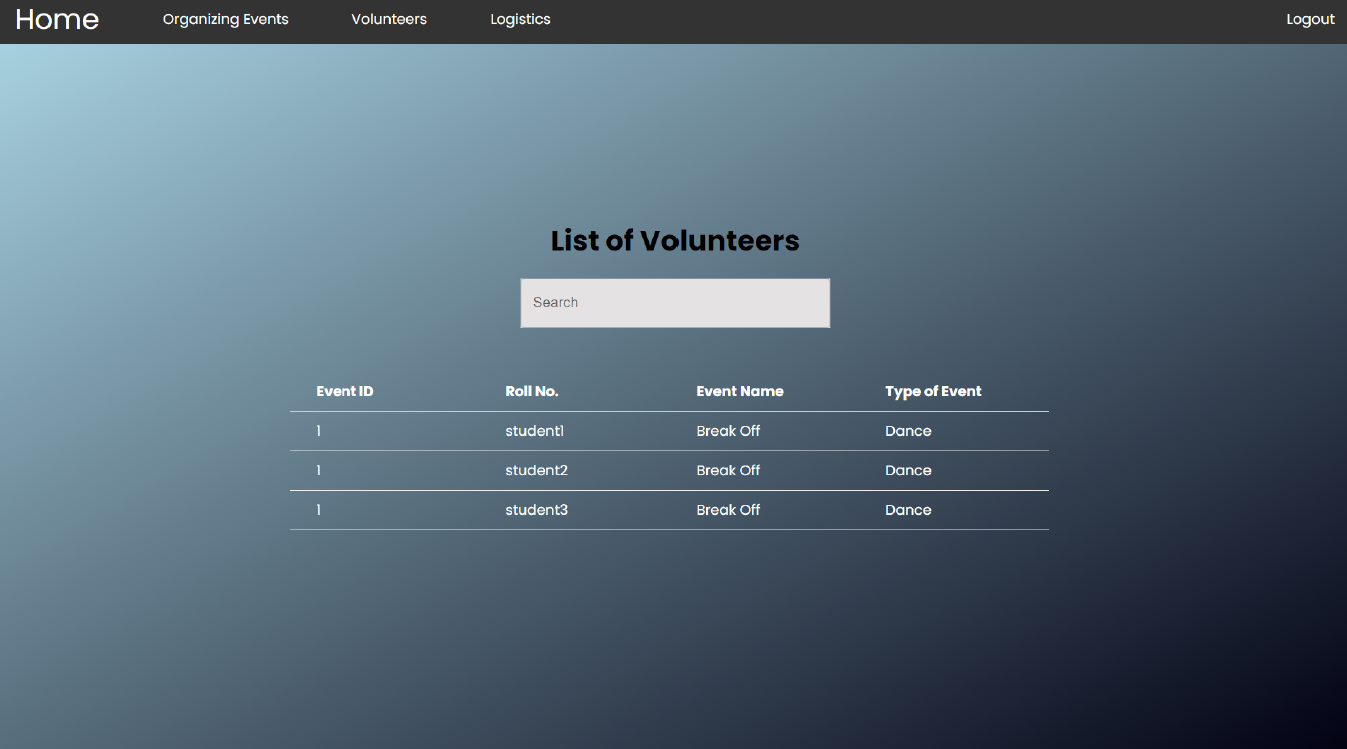 Home Organizing Events Volunteers Logistics Logout
List of Volunteers
Search
Event ID Roll No. Event Name Type of Event
1 student1 Break Off Dance
1 student2 Break Off Dance
1 student3 Break Off Dance